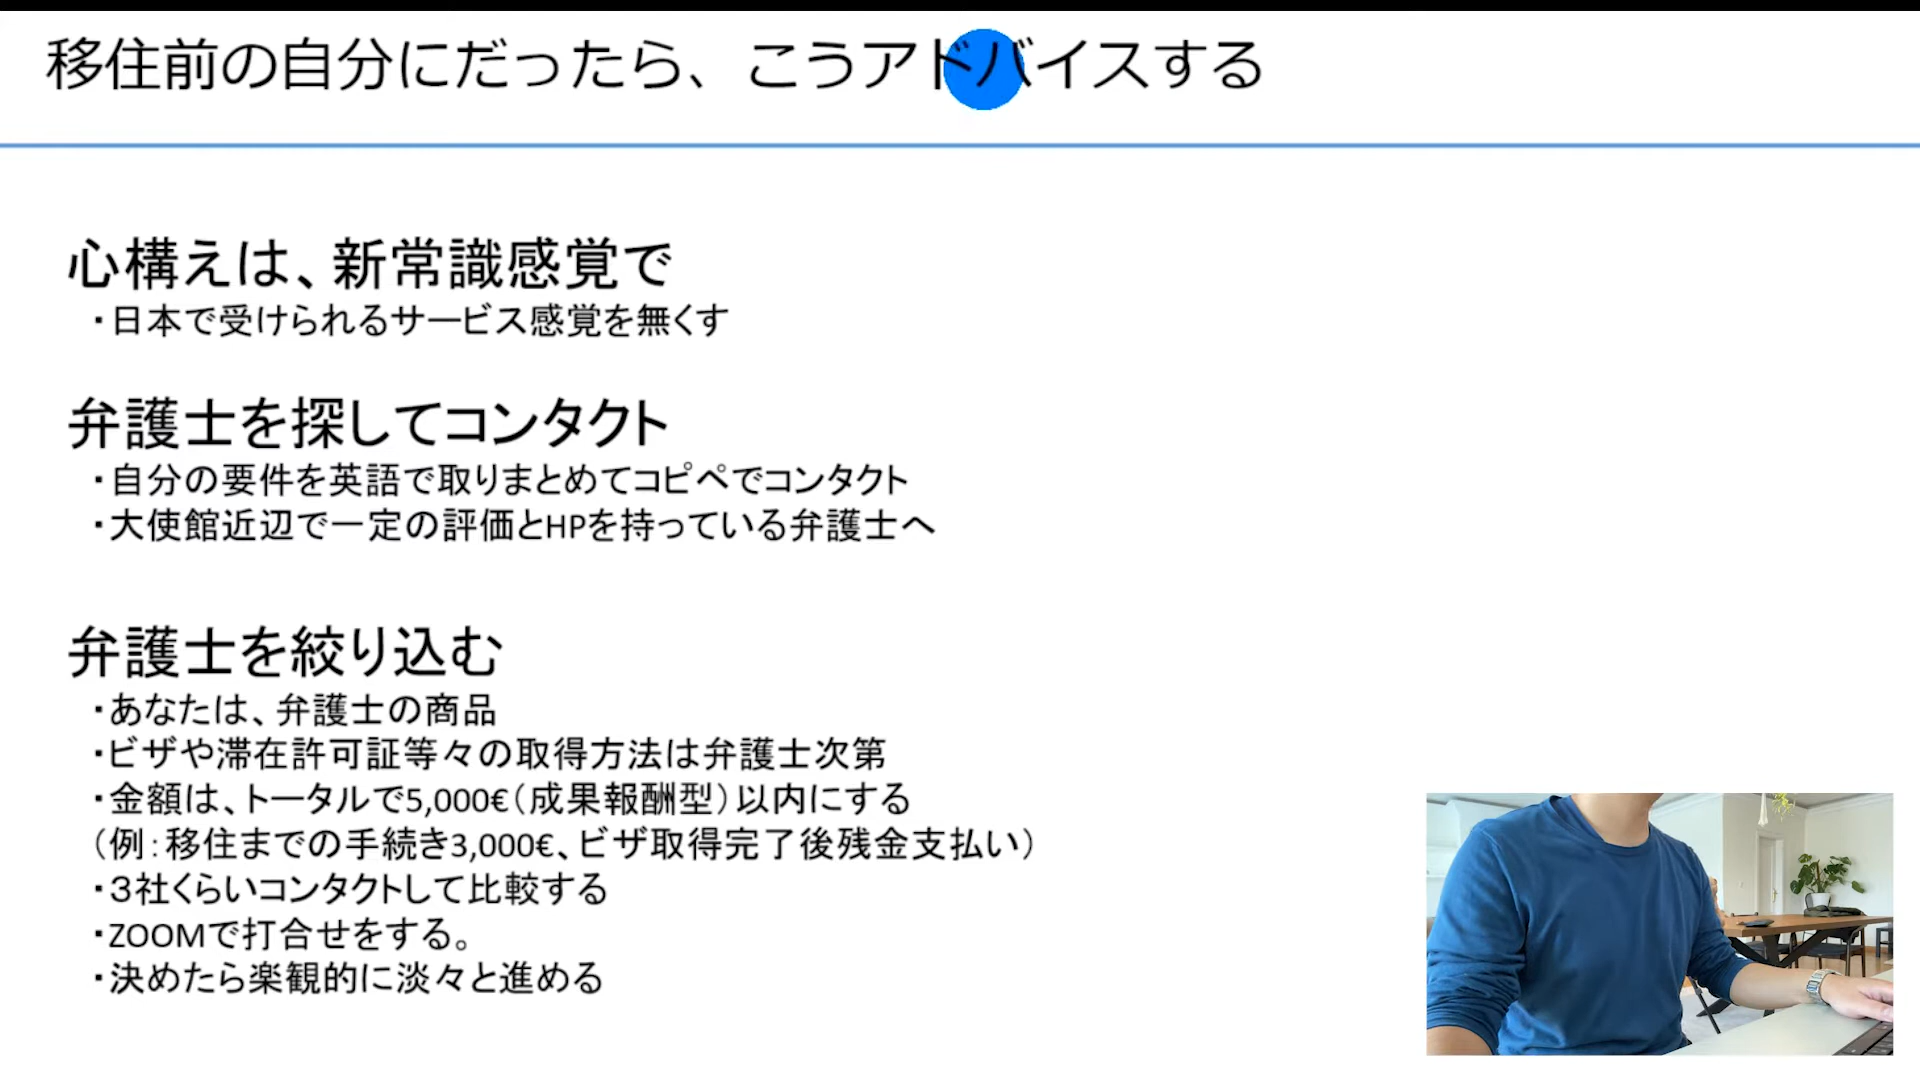 移住前の自分にだったら、こうアドバイスする
心構えは、新常識感覚で
・日本で受けられるサービス感覚を無くす
弁護士を探してコンタクト
・自分の要件を英語で取りまとめてコピペでコンタクト
・大使館近辺で一定の評価とHPを持っている弁護士へ
弁護士を絞り込む
・あなたは、弁護士の商品
・ビザや滞在許可証等々の取得方法は弁護士次第
・金額は、トータルで5,000€（成果報酬型）以内にする
（例：移住までの手続き3,000€、ビザ取得完了後残金支払い）
・３社くらいコンタクトして比較する
・ZOOMで打合せをする。
・決めたら楽観的に淡々と進める